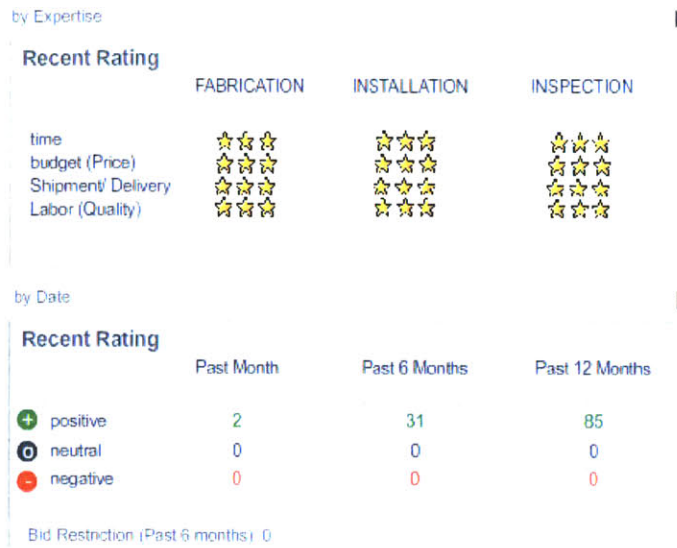 by Expertise
Recent Rating
FABRICATION INSTALLATION INSPECTION
time
budget (Price)
Shipment/ Delivery
Labor (Quality)
by Date
Recent Rating
Past Month Past 6 Months Past 12 Months
+ positive 2 31 85
o neutral 0 0 0
- negative 0 0 0
Bid Restriction (Past 6 months) 0